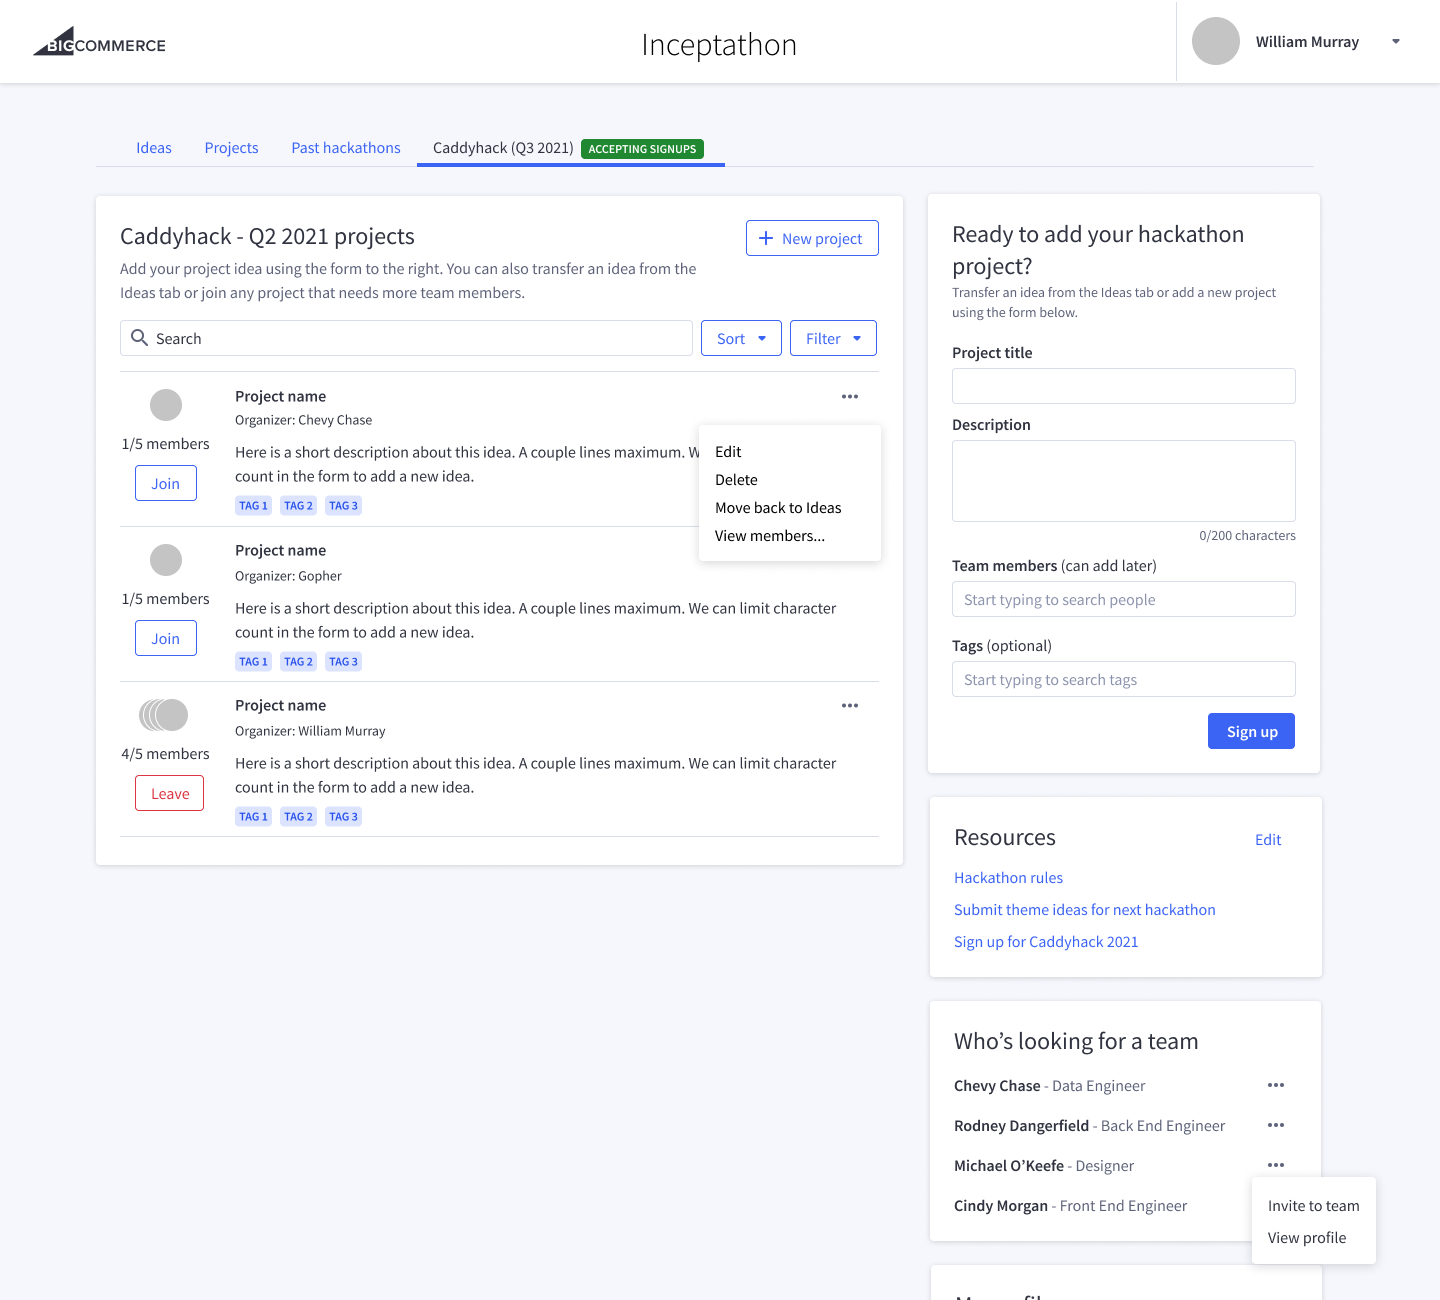 BIGCOMMERCE
Inceptathon
William Murray
Ideas
Projects
Past hackathons
Caddyhack (Q3 2021)
ACCEPTING SIGNUPS
Caddyhack - Q2 2021 projects
New project
Add your project idea using the form to the right. You can also transfer an idea from the
Ideas tab or join any project that needs more team members.
Search
Sort
Filter
Project name
Organizer: Chevy Chase
1/5 members
Here is a short description about this idea. A couple lines maximum. W
count in the form to add a new idea.
Join
TAG 1
TAG 2
TAG 3
Edit
Delete
Move back to Ideas
View members...
Project name
Organizer: Gopher
1/5 members
Here is a short description about this idea. A couple lines maximum. We can limit character
count in the form to add a new idea.
Join
TAG 1
TAG 2
TAG 3
Project name
Organizer: William Murray
4/5 members
Here is a short description about this idea. A couple lines maximum. We can limit character
count in the form to add a new idea.
Leave
TAG 1
TAG 2
TAG 3
Ready to add your hackathon
project?
Transfer an idea from the Ideas tab or add a new project
using the form below.
Project title
Description
0/200 characters
Team members (can add later)
Start typing to search people
Tags (optional)
Start typing to search tags
Sign up
Resources
Edit
Hackathon rules
Submit theme ideas for next hackathon
Sign up for Caddyhack 2021
Who's looking for a team
Chevy Chase - Data Engineer
Rodney Dangerfield - Back End Engineer
Michael O'Keefe - Designer
Cindy Morgan - Front End Engineer
Invite to team
View profile